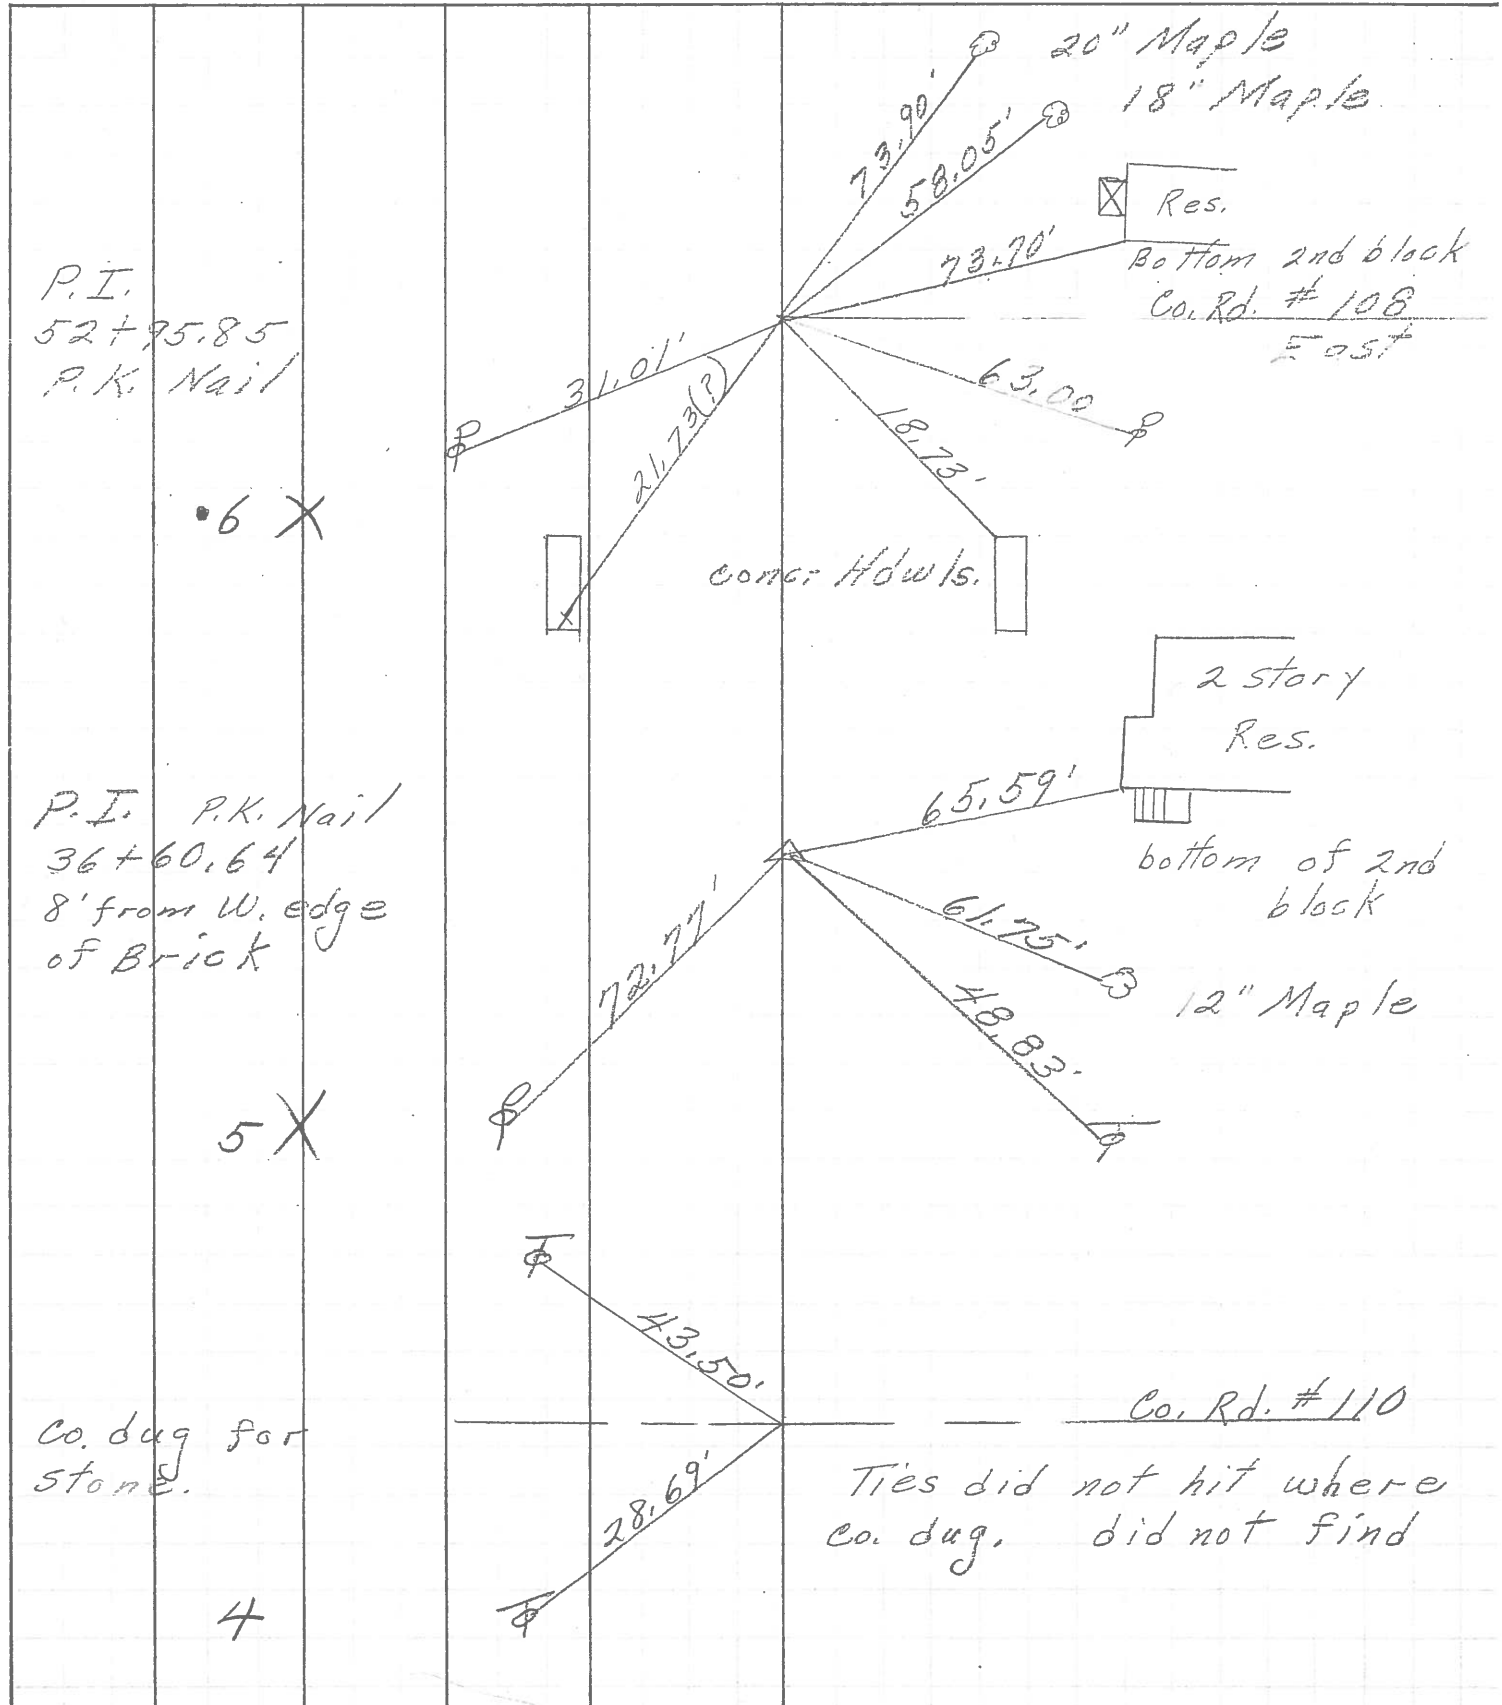 20" Maple
18" Maple
73.90'
58.05'
Res.
73.70'
Bottom 2nd block
Co. Rd. # 108
East
P.I.
52+95.85
P.K. Nail
31.01'
21.73(?)
63.00
18.73'
•6 X
conc. Hdwls.
2 story
Res.
65.59'
bottom of 2nd
block
P.I. P.K. Nail
36+60.64
8' from W. edge
of Brick
72.77'
61.75'
12" Maple
48.83'
5 X
43.50'
Co. Rd. # 110
Co. dug for
stone.
28.69'
Ties did not hit where
co. dug. did not find
4